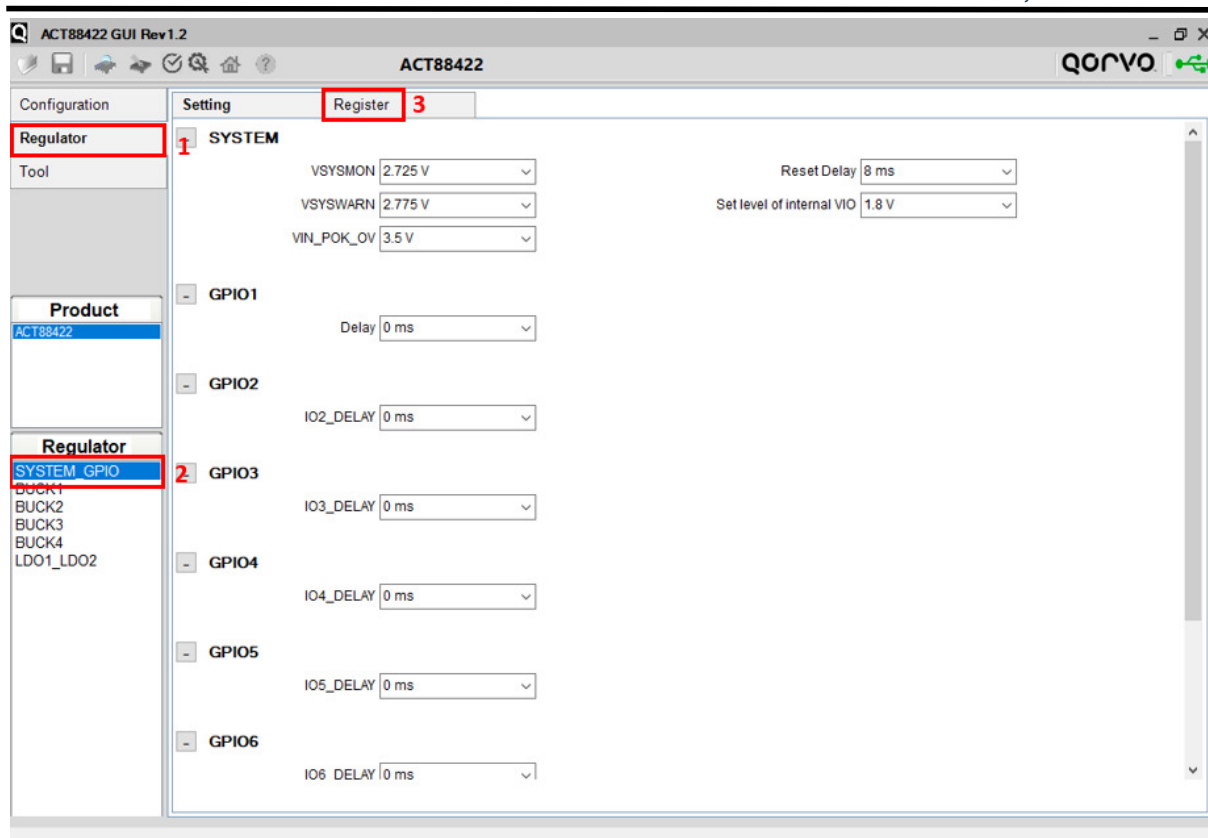 ACT88422 GUI Rev1.2
ACT88422
QORVO
Configuration
Setting
Register
3
Regulator
1
SYSTEM
Tool
VSYSMON 2.725 V
Reset Delay 8 ms
VSYSWARN 2.775 V
Set level of internal VIO 1.8 V
VIN_POK_OV 3.5 V
- GPIO1
Product
Delay 0 ms
ACT88422
- GPIO2
IO2_DELAY 0 ms
Regulator
SYSTEM_GPIO
2
GPIO3
BUCK1
BUCK2
IO3_DELAY 0 ms
BUCK3
BUCK4
LDO1_LDO2
- GPIO4
IO4_DELAY 0 ms
- GPIO5
IO5_DELAY 0 ms
- GPIO6
IO6_DELAY 0 ms